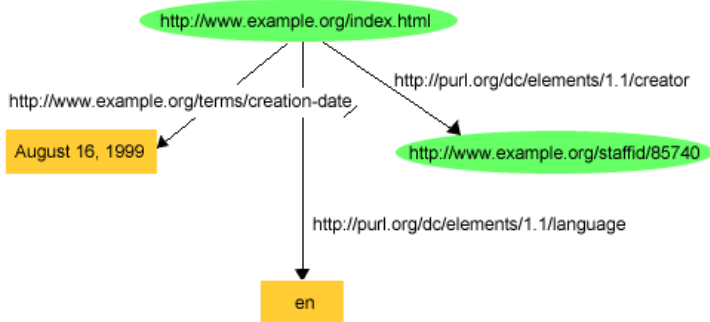 http://www.example.org/index.html
http://purl.org/dc/elements/1.1/creator
http://www.example.org/terms/creation-date
August 16, 1999
http://www.example.org/staffid/85740
http://purl.org/dc/elements/1.1/language
en